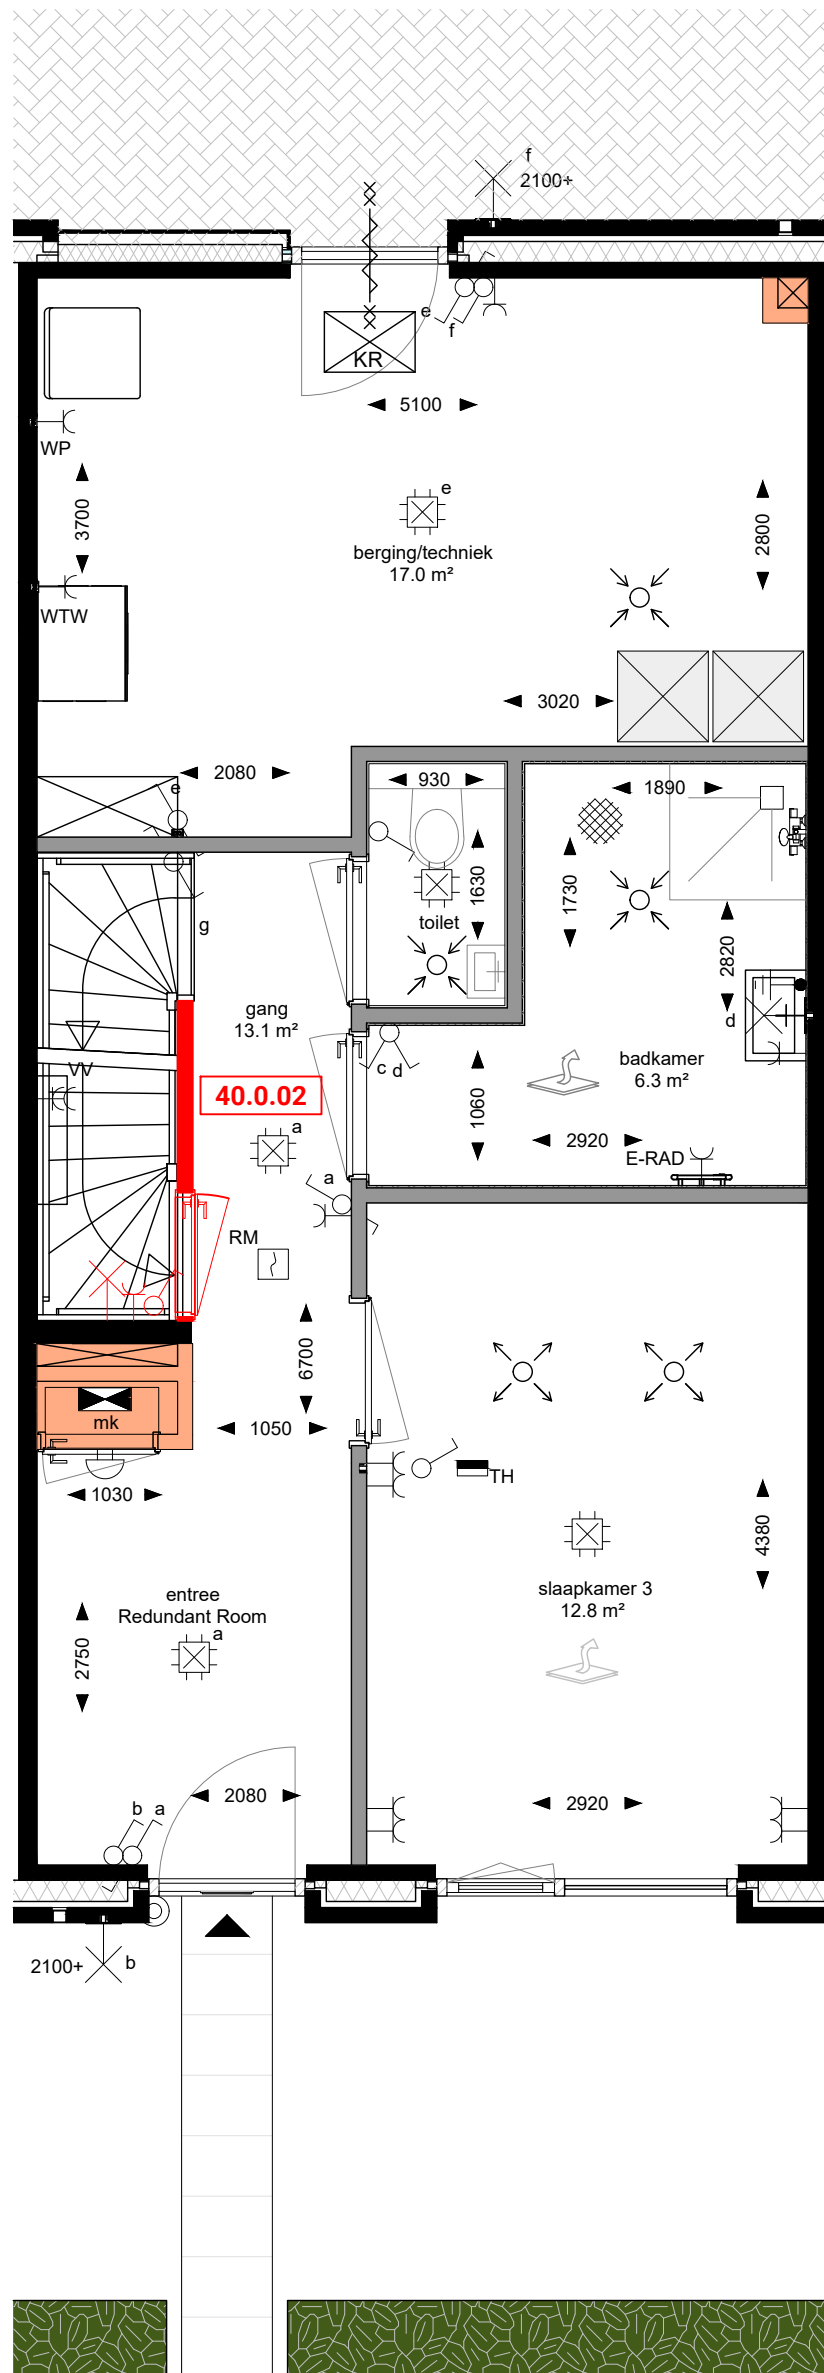 f
2100+
e
f
KR
5100
WP
3700
e
berging/techniek
17.0 m²
2800
WTW
3020
2080
e
930
1890
1630
1730
toilet
g
2820
d
gang
13.1 m²
VV
c d
1060
badkamer
6.3 m²
40.0.02
a
2920
E-RAD
a
RM
6700
mk
1050
1030
TH
4380
entree
Redundant Room
a
slaapkamer 3
12.8 m²
2750
b a
2080
2920
2100+
b